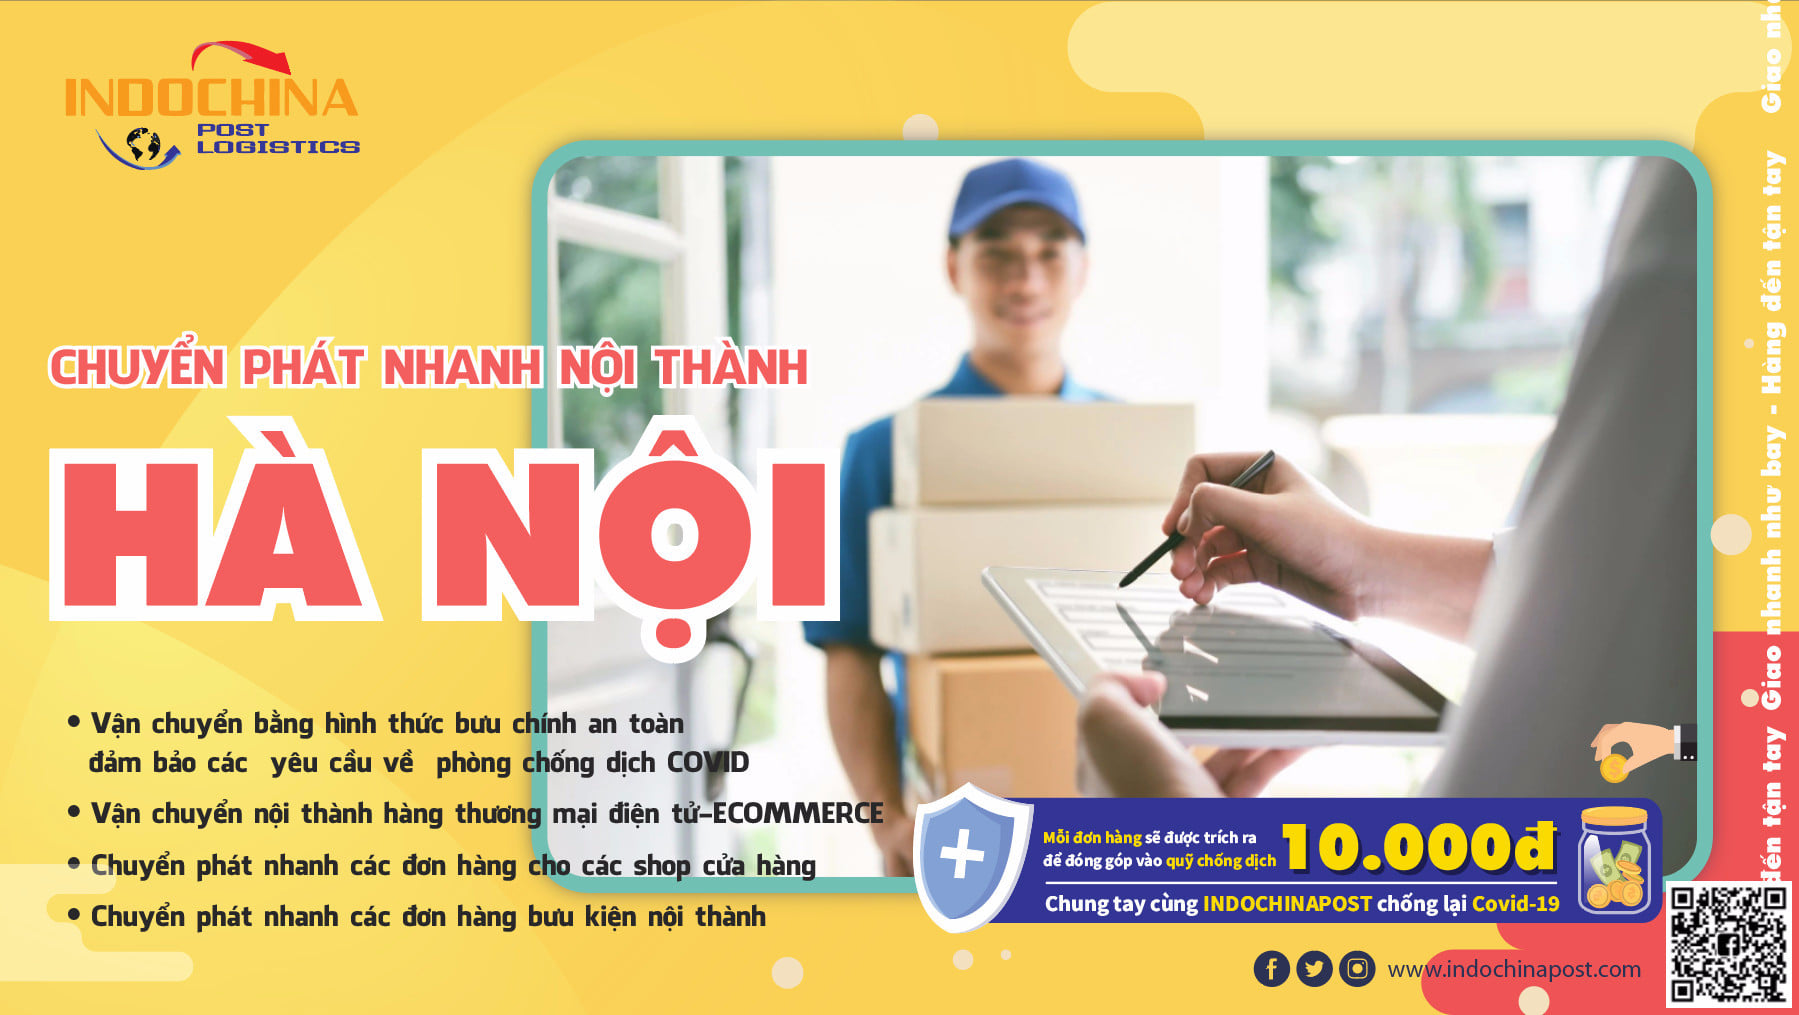 INDOCHINA
POST
LOGISTICS
CHUYỂN PHÁT NHANH NỘI THÀNH
HÀ NỘI
• Vận chuyển bằng hình thức bưu chính an toàn
đảm bảo các yêu cầu về phòng chống dịch COVID
• Vận chuyển nội thành hàng thương mại điện tử-ECOMMERCE
• Chuyển phát nhanh các đơn hàng cho các shop cửa hàng
• Chuyển phát nhanh các đơn hàng bưu kiện nội thành
Mỗi đơn hàng sẽ được trích ra
để đóng góp vào quỹ chống dịch
10.000đ
Chung tay cùng INDOCHINAPOST chống lại Covid-19
www.indochinapost.com
đến tận tay Giao nhanh như bay - Hàng đến tận tay Giao